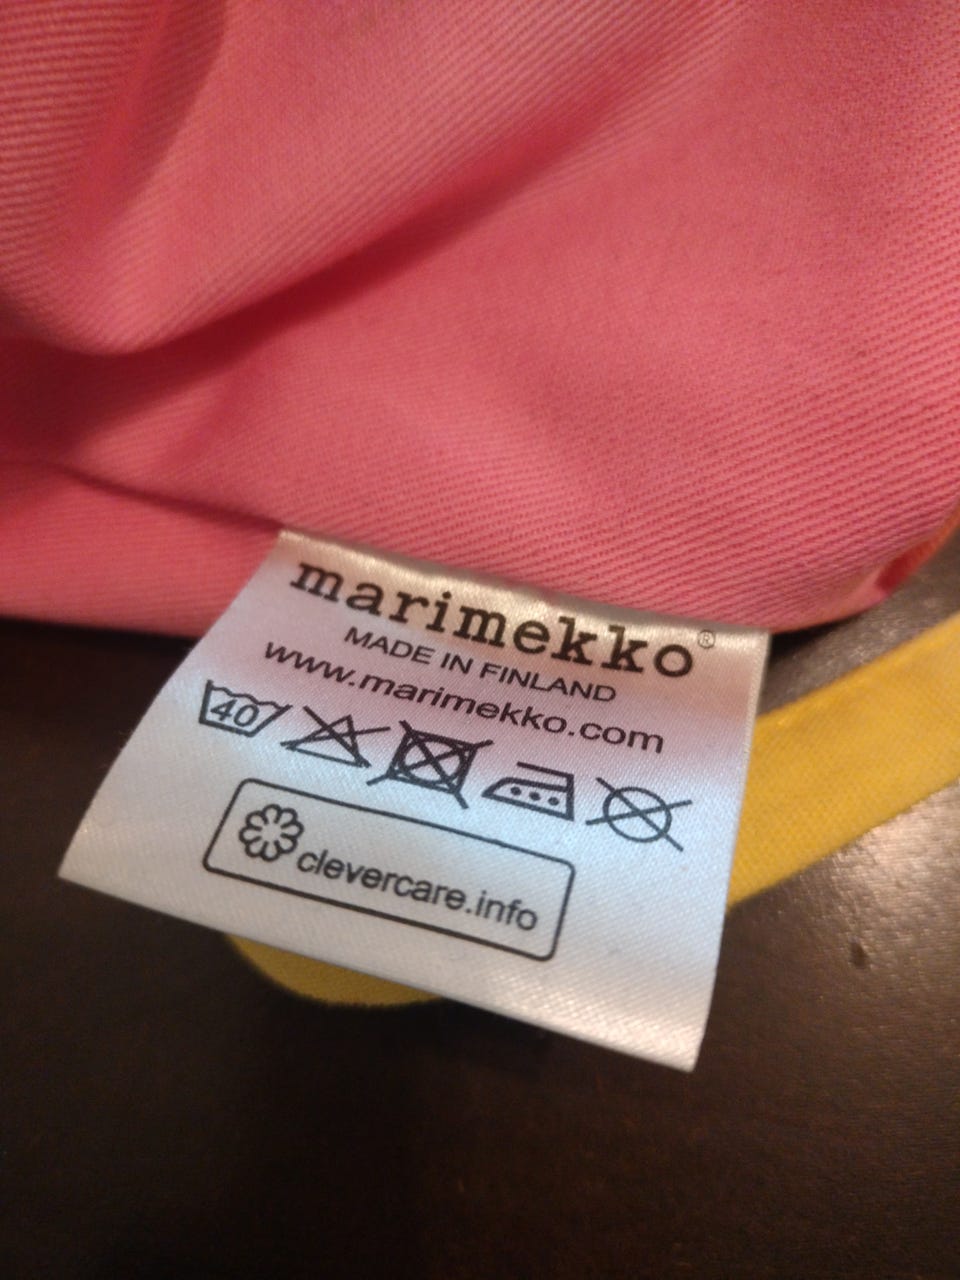 marimekko®
MADE IN FINLAND
www.marimekko.com
40
clevercare.info